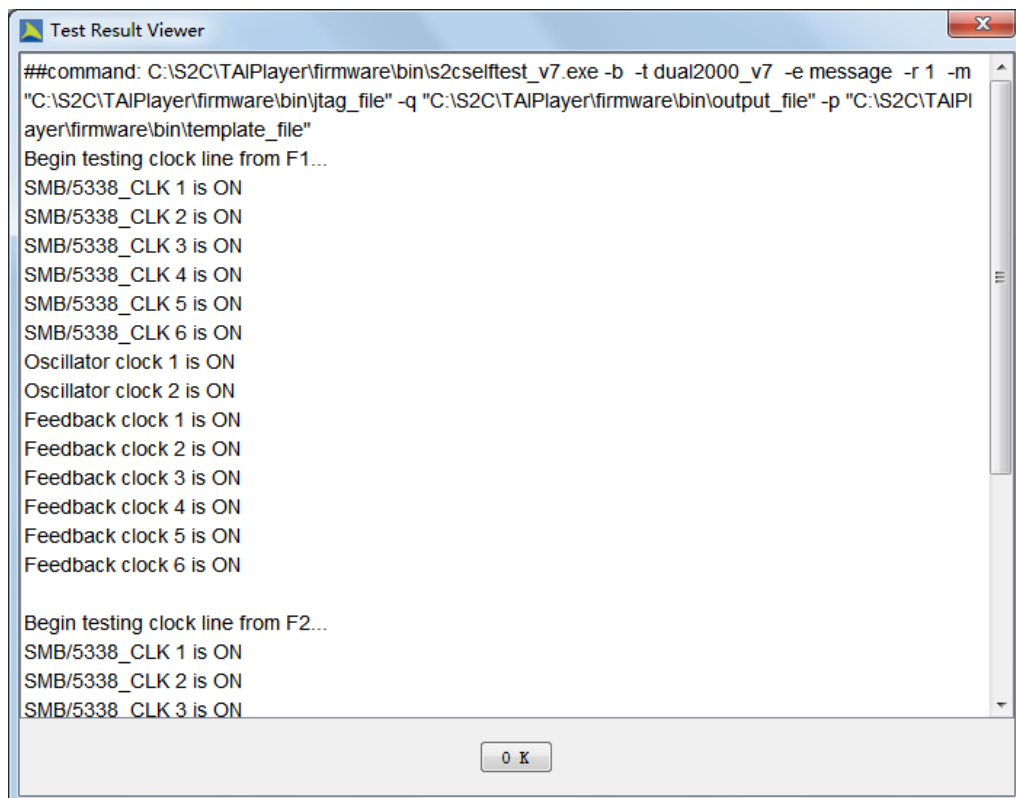 Test Result Viewer
##command: C:\S2C\TAIPlayer\firmware\bin\s2cselftest_v7.exe -b  -t dual2000_v7  -e message  -r 1  -m
"C:\S2C\TAIPlayer\firmware\bin\jtag_file" -q "C:\S2C\TAIPlayer\firmware\bin\output_file" -p "C:\S2C\TAIPl
ayer\firmware\bin\template_file"
Begin testing clock line from F1...
SMB/5338_CLK 1 is ON
SMB/5338_CLK 2 is ON
SMB/5338_CLK 3 is ON
SMB/5338_CLK 4 is ON
SMB/5338_CLK 5 is ON
SMB/5338_CLK 6 is ON
Oscillator clock 1 is ON
Oscillator clock 2 is ON
Feedback clock 1 is ON
Feedback clock 2 is ON
Feedback clock 3 is ON
Feedback clock 4 is ON
Feedback clock 5 is ON
Feedback clock 6 is ON
Begin testing clock line from F2...
SMB/5338_CLK 1 is ON
SMB/5338_CLK 2 is ON
SMB/5338_CLK 3 is ON
OK